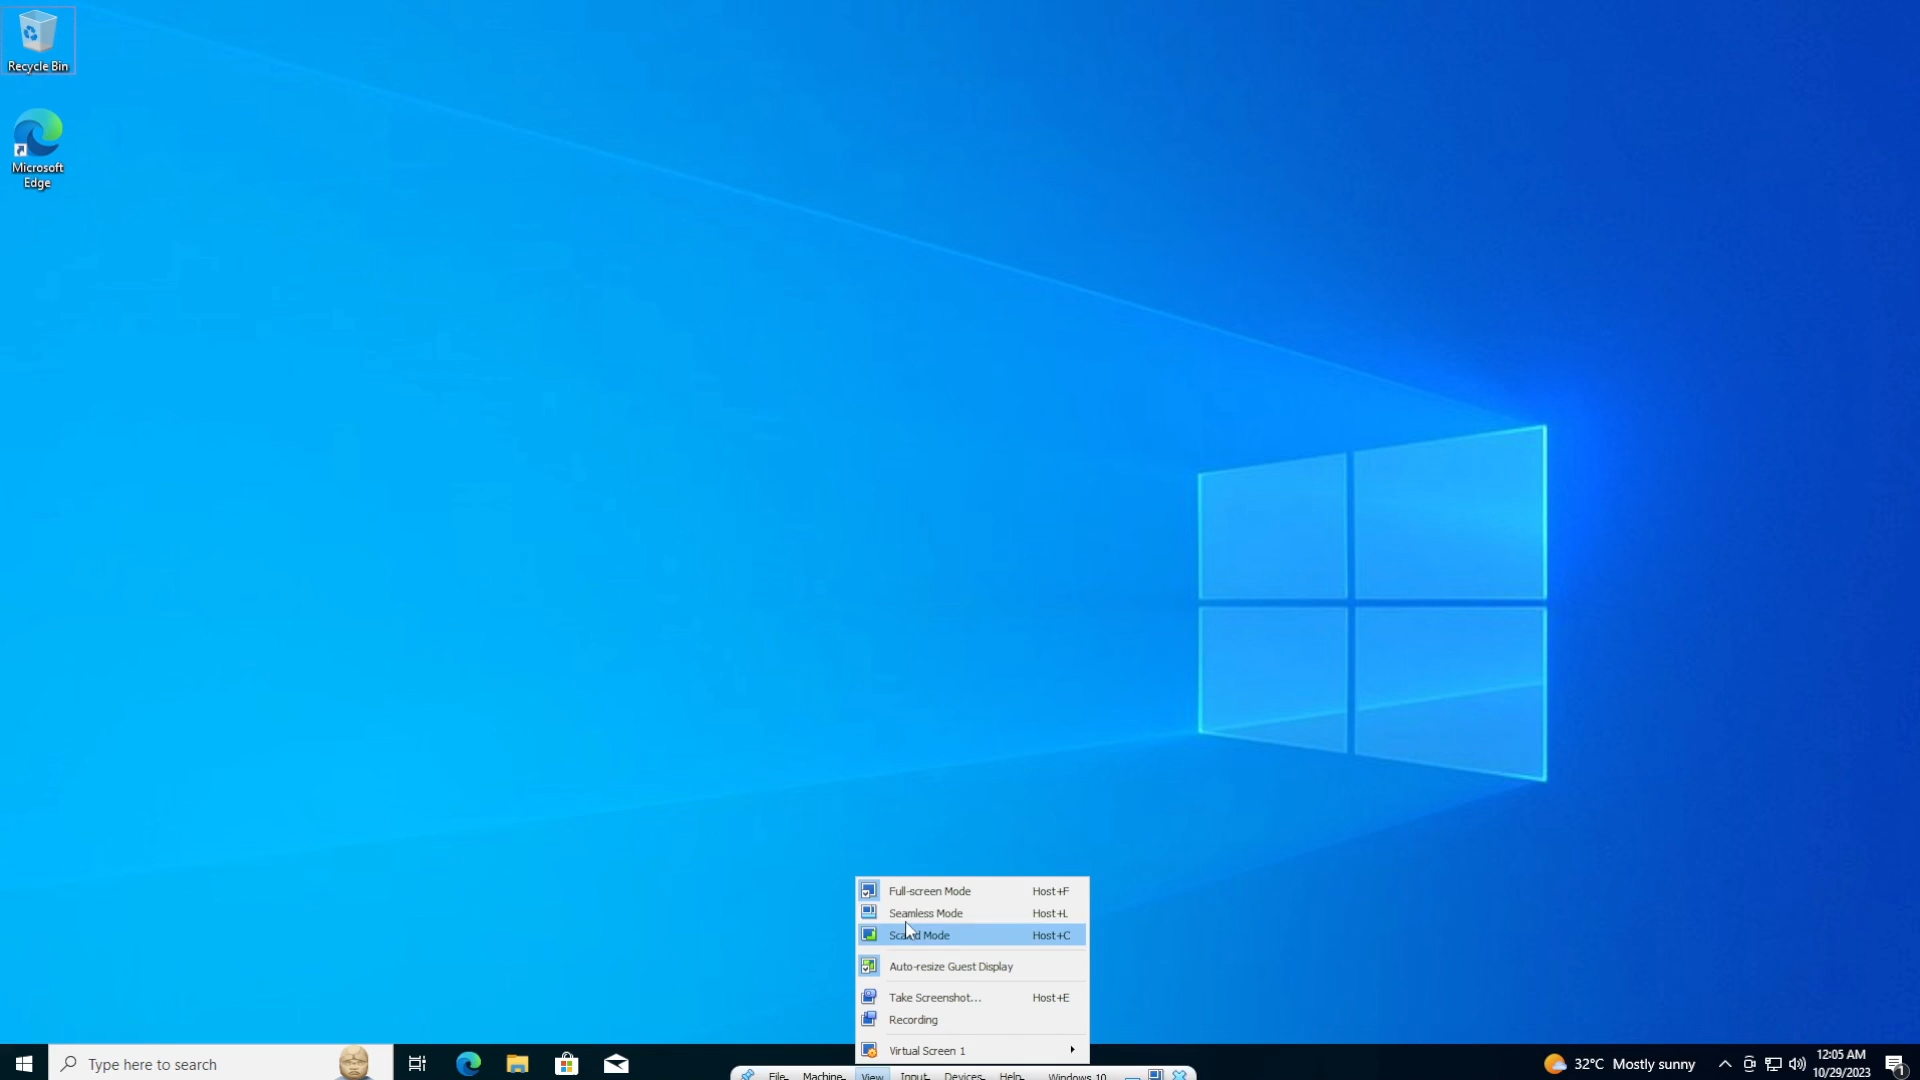 Recycle Bin
Microsoft
Edge
Full-screen Mode Host+F
Seamless Mode Host+L
Mode Host+C
Auto-resize Guest Display
Take Screenshot... Host+E
Recording
Virtual Screen 1
File Machine View Input Devices Help Windows 10
Type here to search
32°C Mostly sunny
12:05 AM
10/29/2023
1